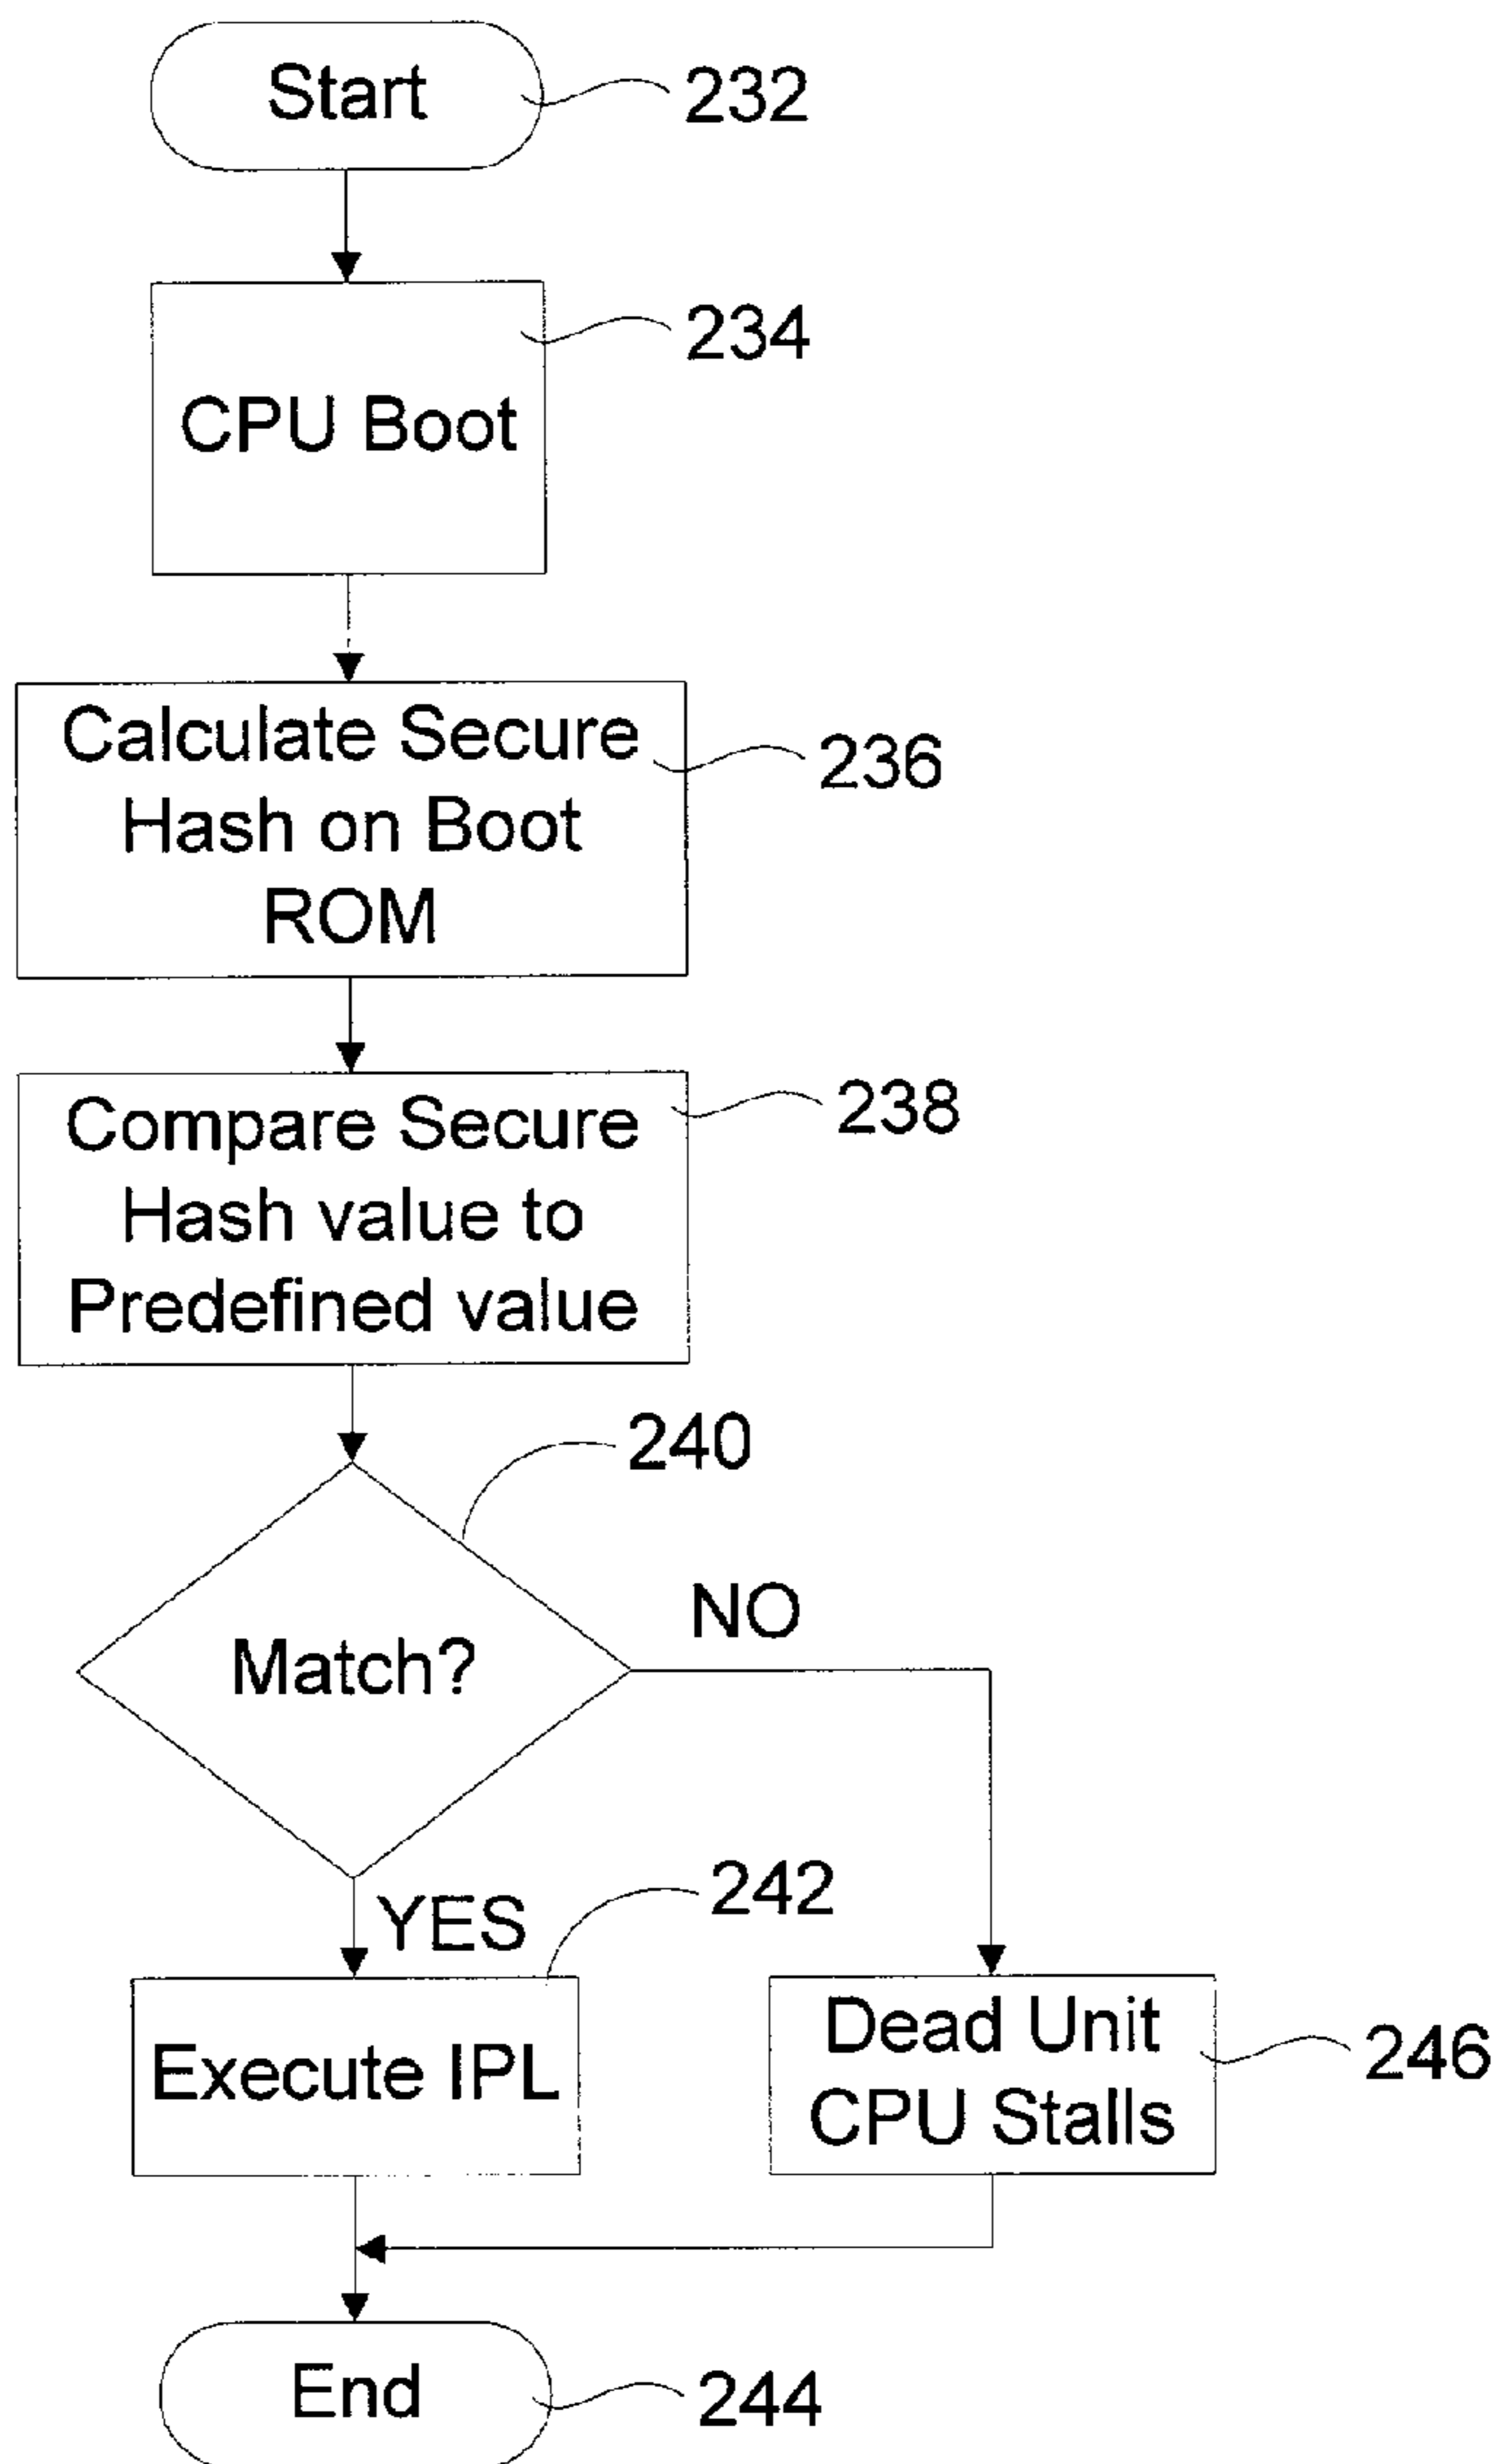 Start
232
CPU Boot
234
Calculate Secure
Hash on Boot
ROM
236
Compare Secure
Hash value to
Predefined value
238
Match?
240
NO
YES
Execute IPL
242
Dead Unit
CPU Stalls
246
End
244